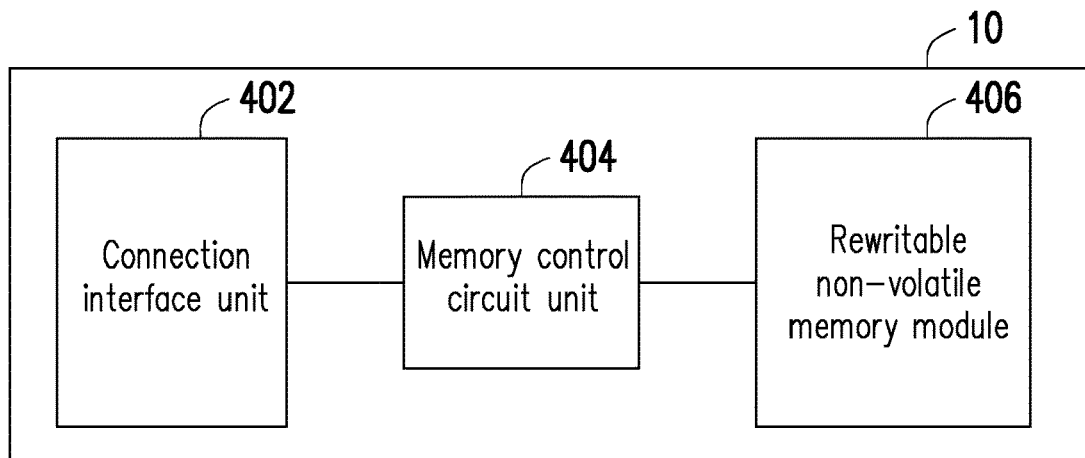 10
402
404
406
Connection
interface unit
Memory control
circuit unit
Rewritable
non-volatile
memory module